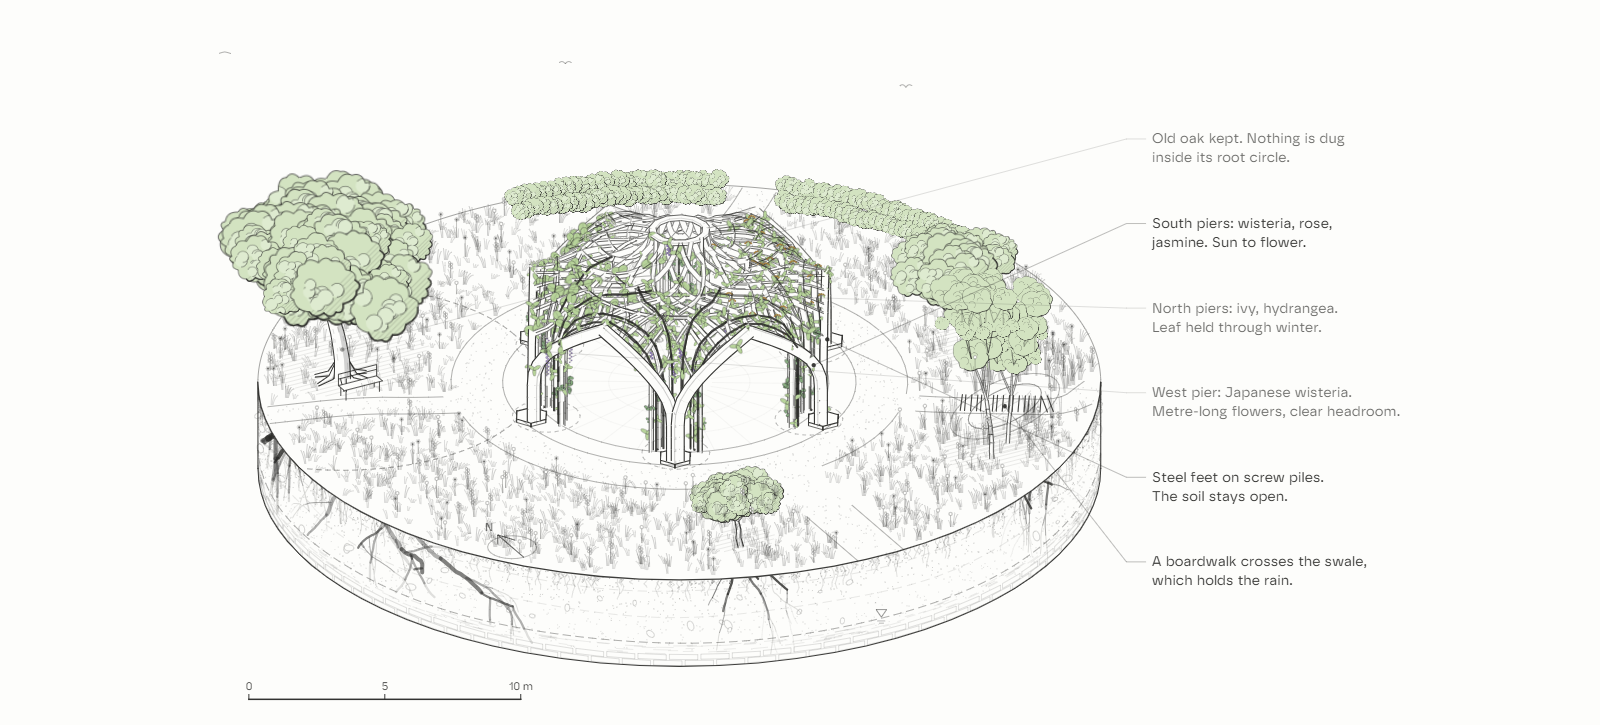 Old oak kept. Nothing is dug
inside its root circle.
South piers: wisteria, rose,
jasmine. Sun to flower.
North piers: ivy, hydrangea.
Leaf held through winter.
West pier: Japanese wisteria.
Metre-long flowers, clear headroom.
Steel feet on screw piles.
The soil stays open.
N
A boardwalk crosses the swale,
which holds the rain.
0 5 10 m